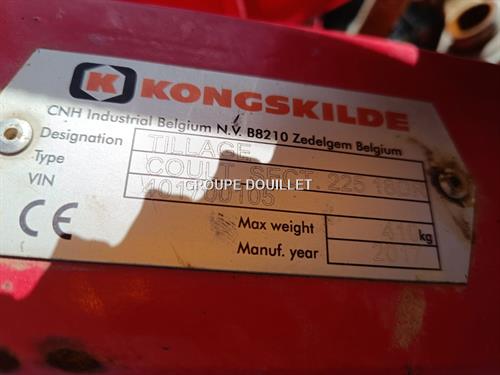 K KONGSKILDE
CNH Industrial Belgium N.V. B8210 Zedelgem Belgium
Designation TILLAGE
Type COULT. SECT. 225
VIN
GROUPE DOUILLET
CE
Max weight 410 kg
Manuf. year 2017